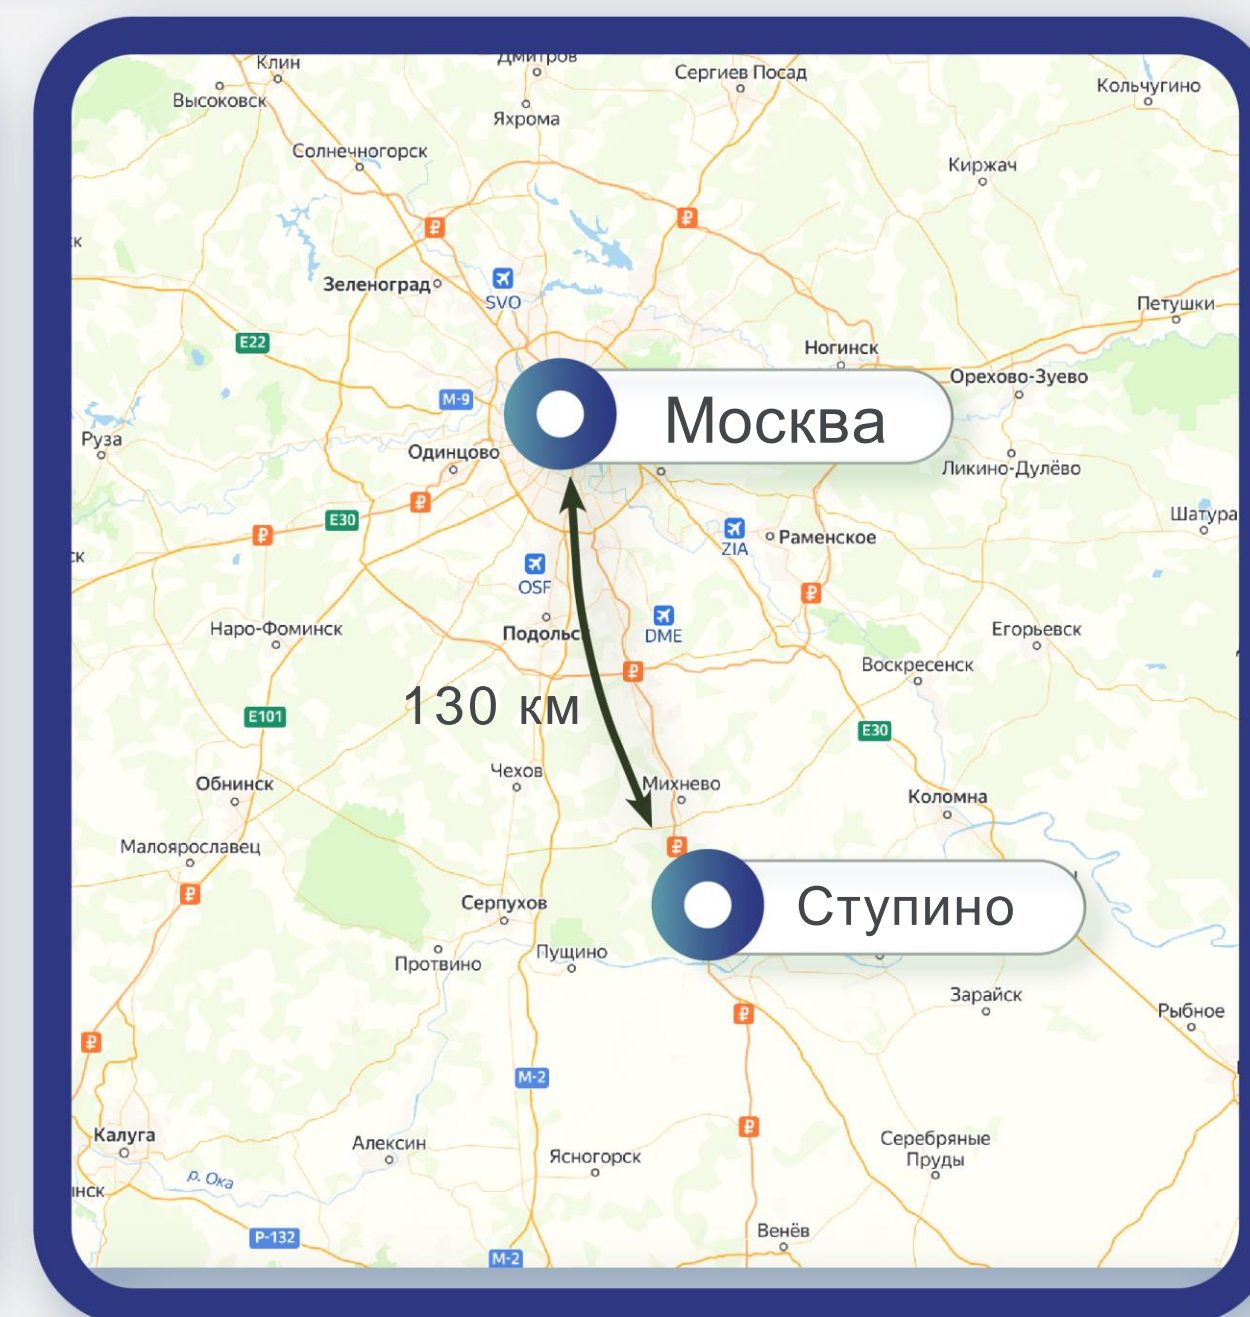 Клин
Дмитров
Сергиев Посад
Кольчугино
Высоковск
Яхрома
Солнечногорск
Киржач
Зеленоград
SVO
Петушки
E22
Ногинск
Орехово-Зуево
М-9
Москва
Руза
Одинцово
Ликино-Дулёво
E30
Шатура
ZIA
Раменское
OSF
Наро-Фоминск
Подольск
DME
Егорьевск
Воскресенск
130 км
E101
E30
Чехов
Михнево
Обнинск
Коломна
Малоярославец
Серпухов
Ступино
Протвино
Пущино
Зарайск
Рыбное
М-2
Калуга
Алексин
Ясногорск
Серебряные
Пруды
р. Ока
Р-132
Венёв
М-2